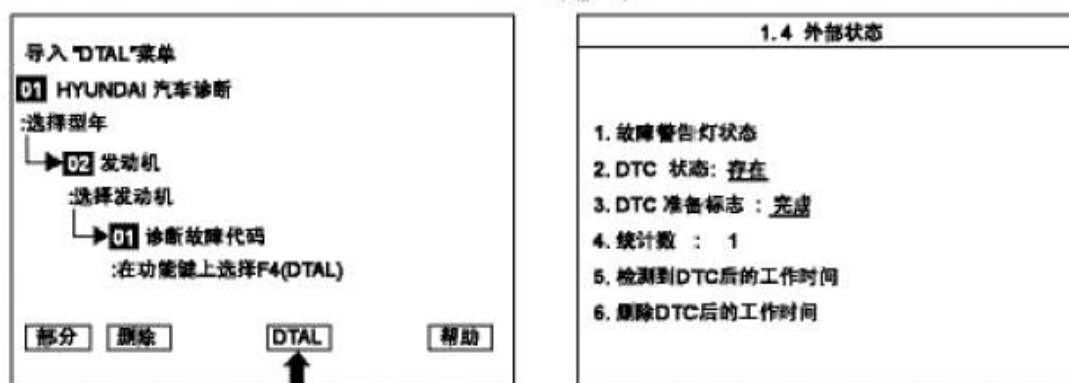 导入"DTAL"菜单
01 HYUNDAI 汽车诊断
:选择型年
02 发动机
:选择发动机
01 诊断故障代码
:在功能键上选择F4(DTAL)
部分 删除 DTAL 帮助
1.4 外部状态
1. 故障警告灯状态
2. DTC 状态: 存在
3. DTC 准备标志 : 完成
4. 统计数 : 1
5. 检测到DTC后的工作时间
6. 删除DTC后的工作时间